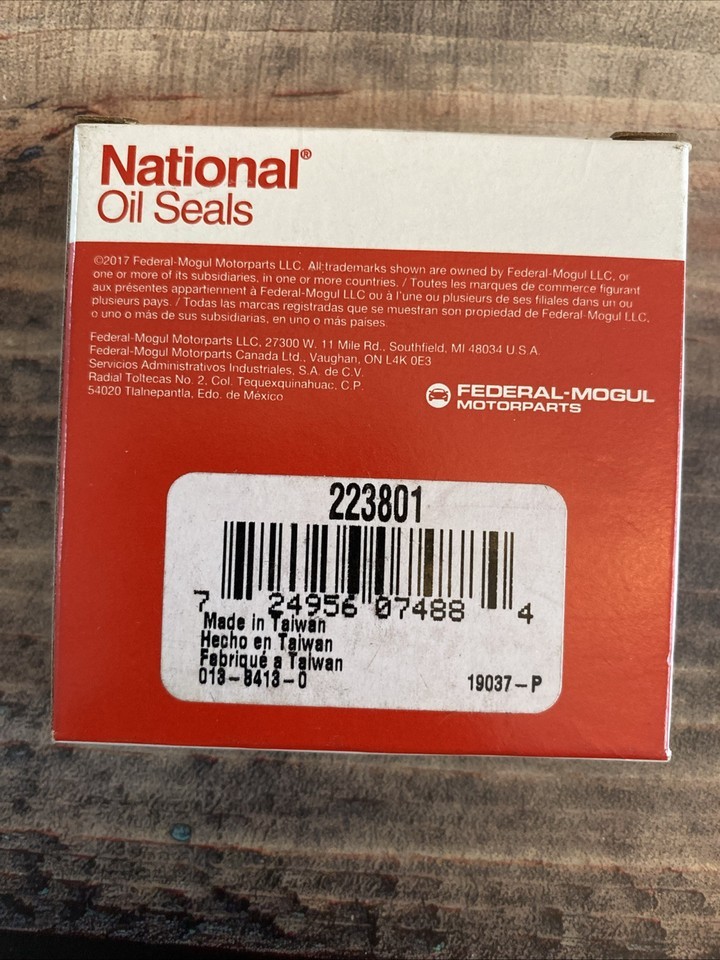 National®
Oil Seals
©2017 Federal-Mogul Motorparts LLC. All trademarks shown are owned by Federal-Mogul LLC, or
one or more of its subsidiaries, in one or more countries. / Toutes les marques de commerce figurant
aux présentes appartiennent à Federal-Mogul LLC ou à l'une ou plusieurs de ses filiales dans un ou
plusieurs pays. / Todas las marcas registradas que se muestran son propiedad de Federal-Mogul LLC,
o uno o más de sus subsidiarias, en uno o más países.
Federal-Mogul Motorparts LLC, 27300 W. 11 Mile Rd., Southfield, MI 48034 U.S.A.
Federal-Mogul Motorparts Canada Ltd., Vaughan, ON L4K 0E3
Servicios Administrativos Industriales, S.A. de C.V.
Radial Toltecas No. 2, Col. Tequexquinahuac, C.P.
54020 Tlalnepantla, Edo. de México
FEDERAL-MOGUL
MOTORPARTS
223801
7 24956 07488 4
Made in Taiwan
Hecho en Taiwan
Fabriqué a Taiwan
013-8413-0 19037-P